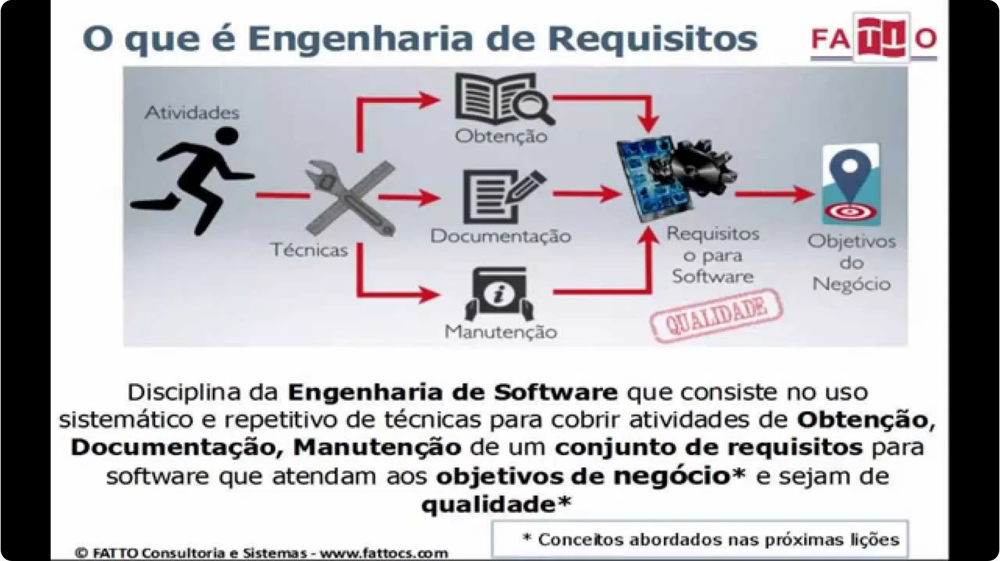 O que é Engenharia de Requisitos
FATTO
Atividades
Obtenção
Técnicas
Documentação
Manutenção
Requisitos
o para
Software
Objetivos
do
Negócio
QUALIDADE
Disciplina da Engenharia de Software que consiste no uso
sistemático e repetitivo de técnicas para cobrir atividades de Obtenção,
Documentação, Manutenção de um conjunto de requisitos para
software que atendam aos objetivos de negócio* e sejam de
qualidade*
* Conceitos abordados nas próximas lições
© FATTO Consultoria e Sistemas - www.fattocs.com